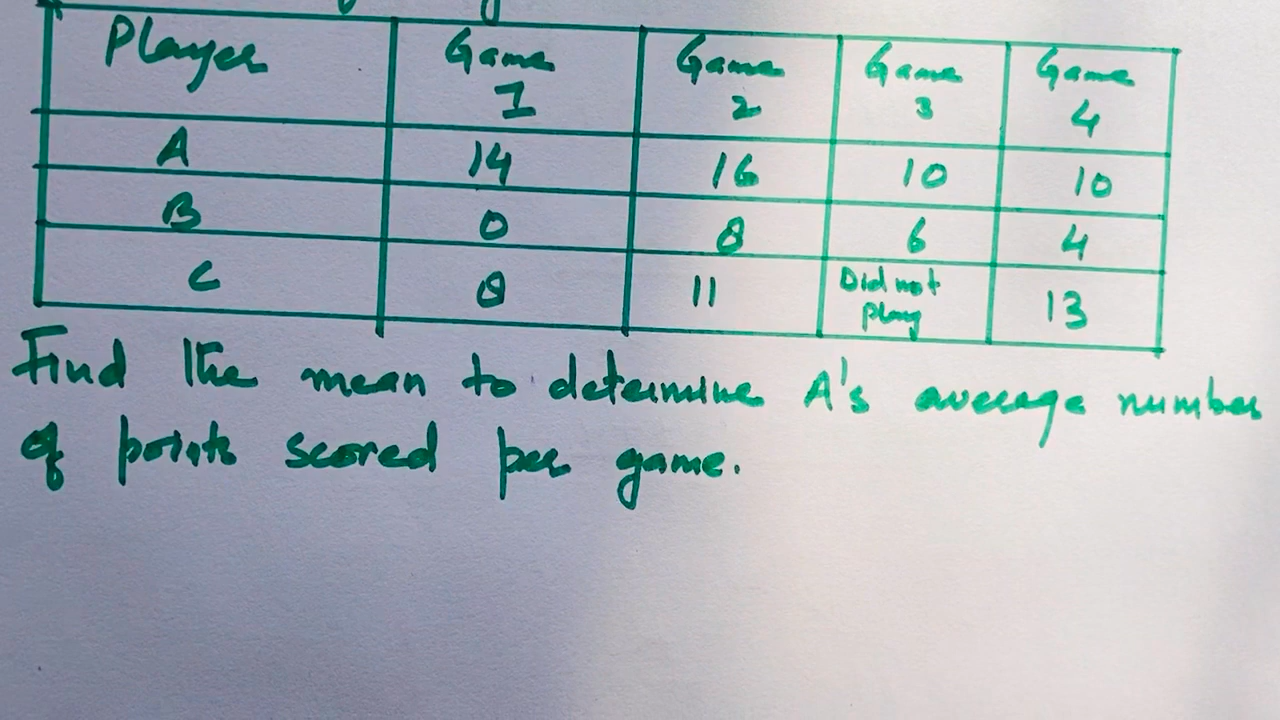 Player Game 1 Game 2 Game 3 Game 4
A 14 16 10 10
B 0 8 6 4
C 8 11 Did not Play 13
Find the mean to determine A's average number
of points scored per game.